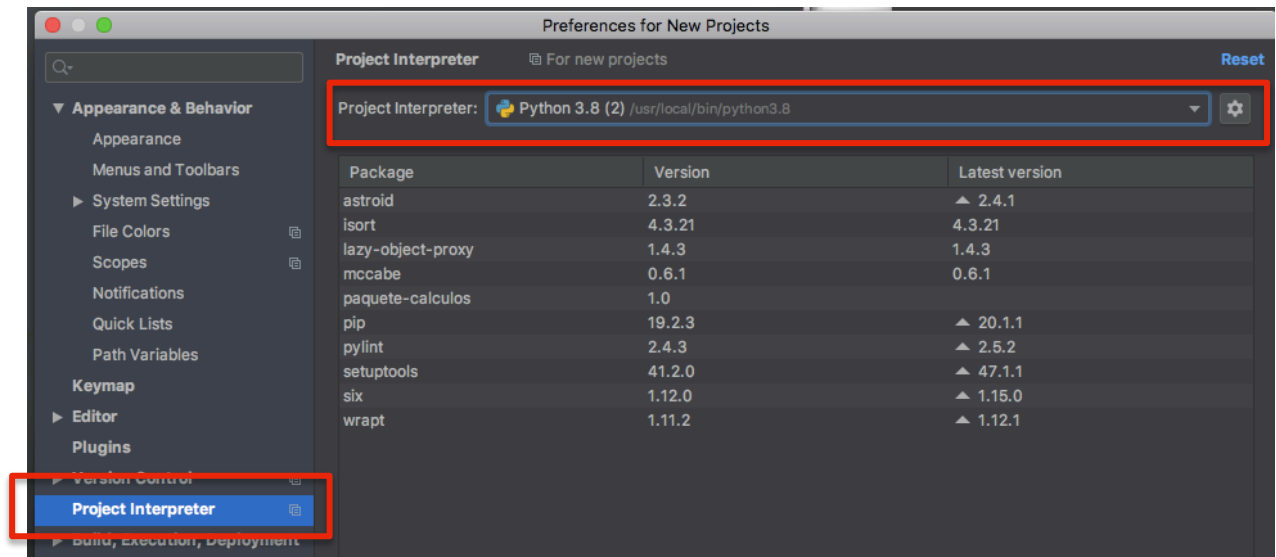 Preferences for New Projects
Project Interpreter For new projects Reset
Project Interpreter: Python 3.8 (2) /usr/local/bin/python3.8
Appearance & Behavior
Appearance
Menus and Toolbars
System Settings
File Colors
Scopes
Notifications
Quick Lists
Path Variables
Keymap
Editor
Plugins
Version Control
Project Interpreter
Build, Execution, Deployment
Package Version Latest version
astroid 2.3.2 2.4.1
isort 4.3.21 4.3.21
lazy-object-proxy 1.4.3 1.4.3
mccabe 0.6.1 0.6.1
paquete-calculos 1.0
pip 19.2.3 20.1.1
pylint 2.4.3 2.5.2
setuptools 41.2.0 47.1.1
six 1.12.0 1.15.0
wrapt 1.11.2 1.12.1